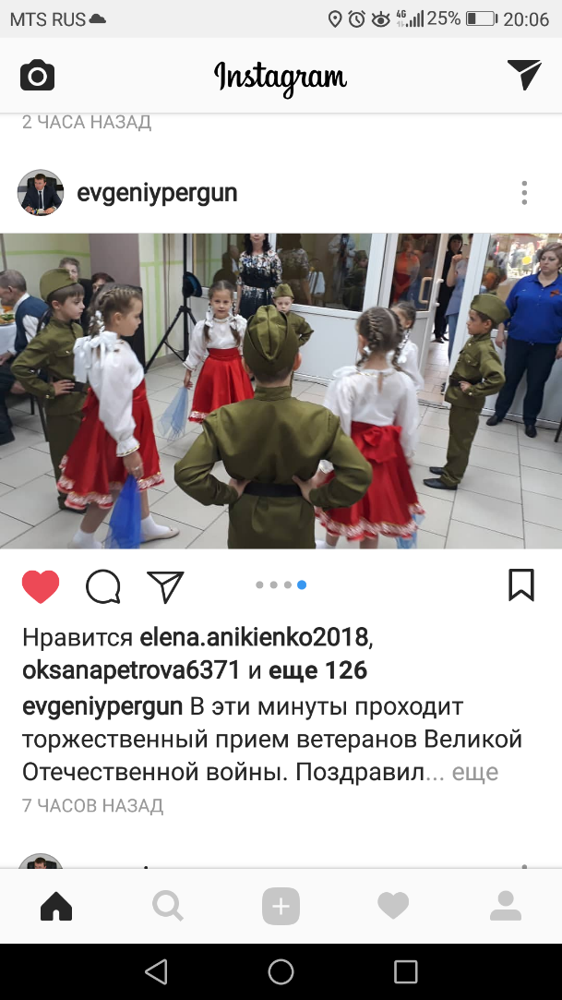 MTS RUS
4G
25%
20:06
Instagram
2 ЧАСА НАЗАД
evgeniypergun
Нравится elena.anikienko2018,
oksanapetrova6371 и еще 126
evgeniypergun В эти минуты проходит
торжественный прием ветеранов Великой
Отечественной войны. Поздравил... еще
7 ЧАСОВ НАЗАД